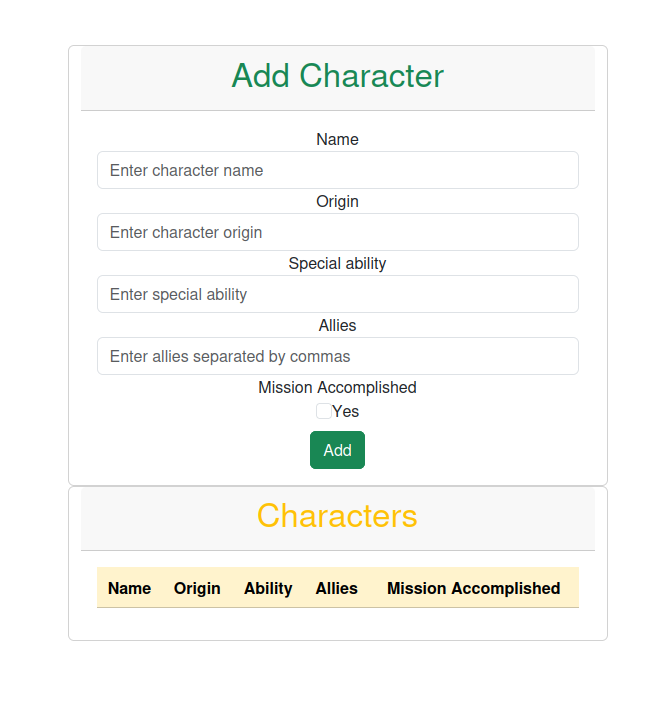 Add Character
Name
Enter character name
Origin
Enter character origin
Special ability
Enter special ability
Allies
Enter allies separated by commas
Mission Accomplished
Yes
Add
Characters
Name Origin Ability Allies Mission Accomplished